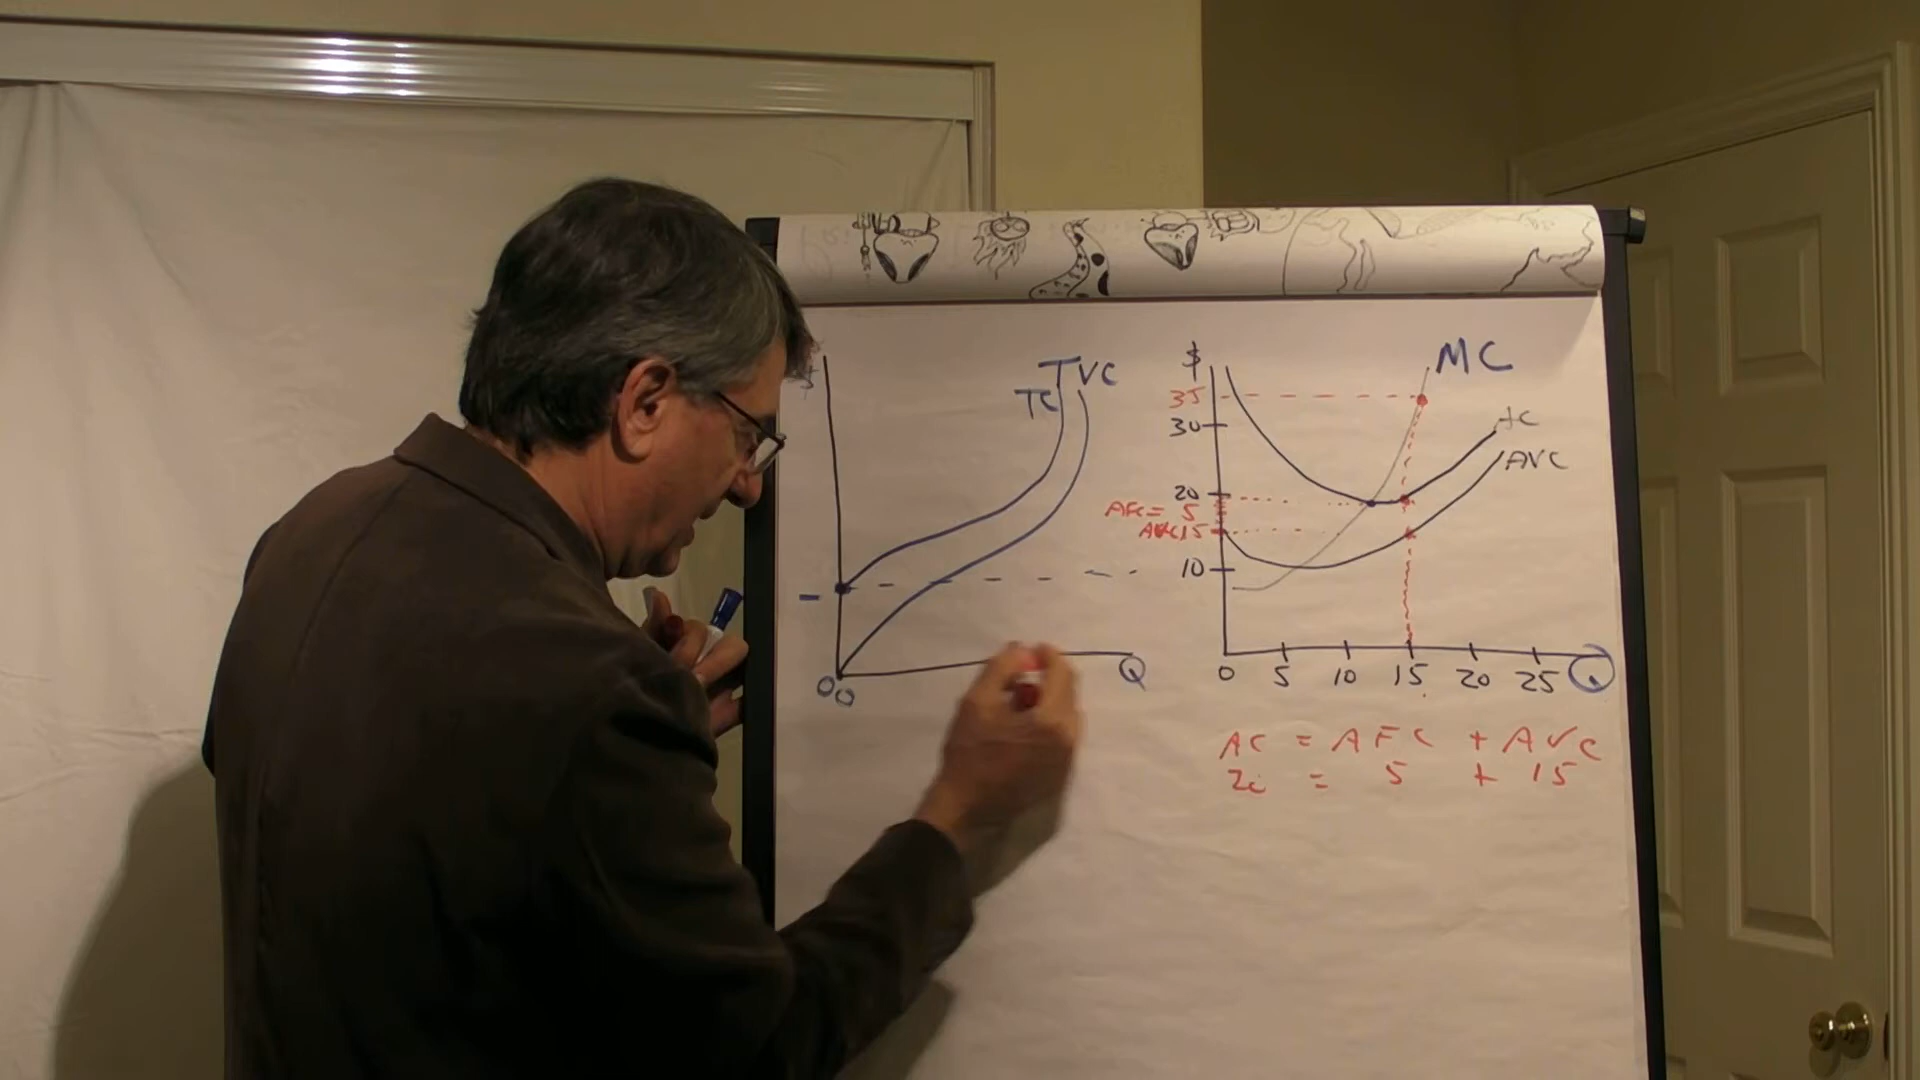 TVC
TC
Q
0
0
$
MC
35
30
AC
AVC
20
AFC = 5
AVC 15
10
0 5 10 15 20 25 Q
AC = AFC + AVC
20 = 5 + 15